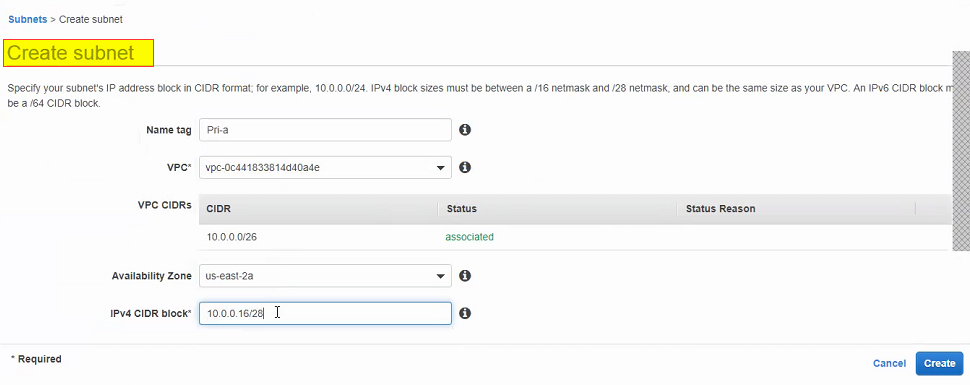 Subnets > Create subnet
Create subnet
Specify your subnet's IP address block in CIDR format; for example, 10.0.0.0/24. IPv4 block sizes must be between a /16 netmask and /28 netmask, and can be the same size as your VPC. An IPv6 CIDR block
be a /64 CIDR block.
Name tag Pri-a
VPC* vpc-0c441833814d40a4e
VPC CIDRs CIDR Status Status Reason
10.0.0.0/26 associated
Availability Zone us-east-2a
IPv4 CIDR block* 10.0.0.16/28
* Required Cancel Create